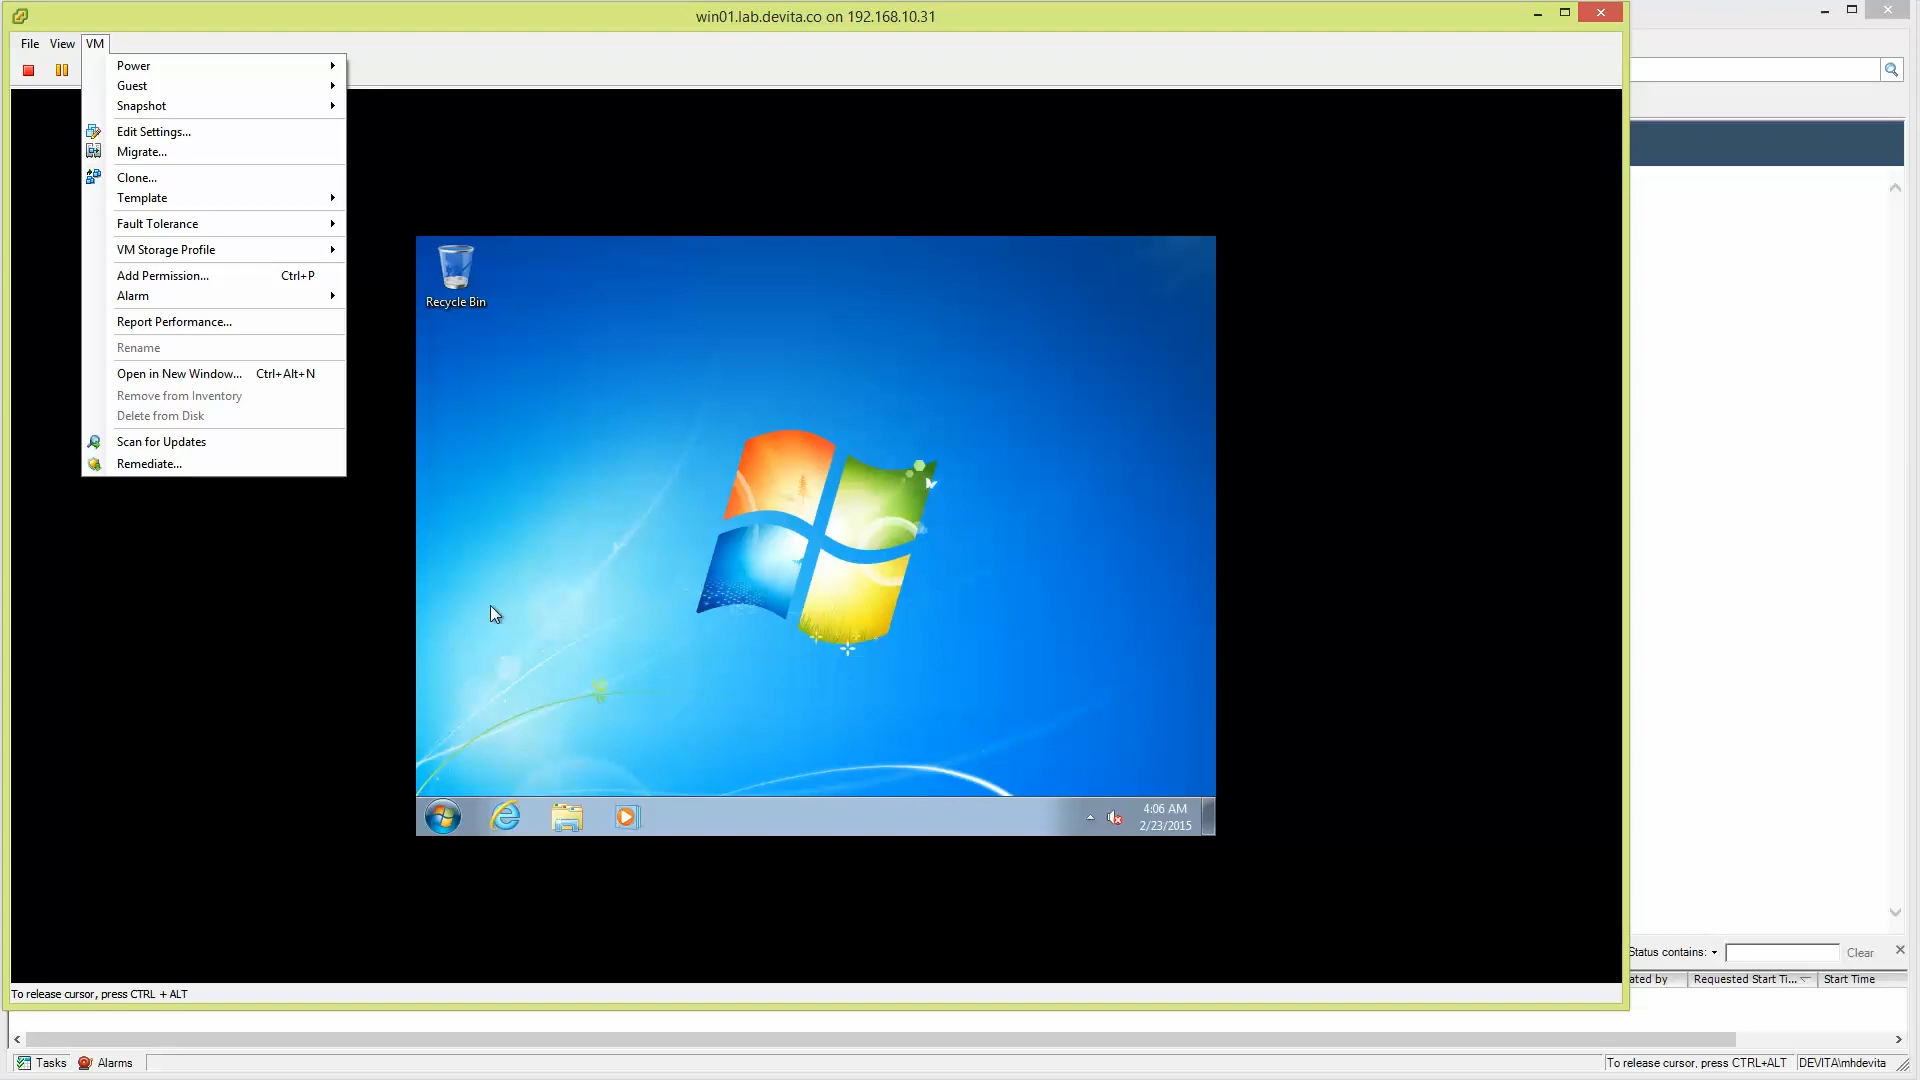 win01.lab.devita.co on 192.168.10.31
File View VM
Power
Guest
Snapshot
Edit Settings...
Migrate...
Clone...
Template
Fault Tolerance
VM Storage Profile
Add Permission... Ctrl+P
Alarm
Report Performance...
Rename
Open in New Window... Ctrl+Alt+N
Remove from Inventory
Delete from Disk
Scan for Updates
Remediate...
Recycle Bin
4:06 AM
2/23/2015
Status contains: Clear
ated by Requested Start Ti... Start Time
To release cursor, press CTRL + ALT
Tasks Alarms To release cursor, press CTRL+ALT DEVITA\mhdevita